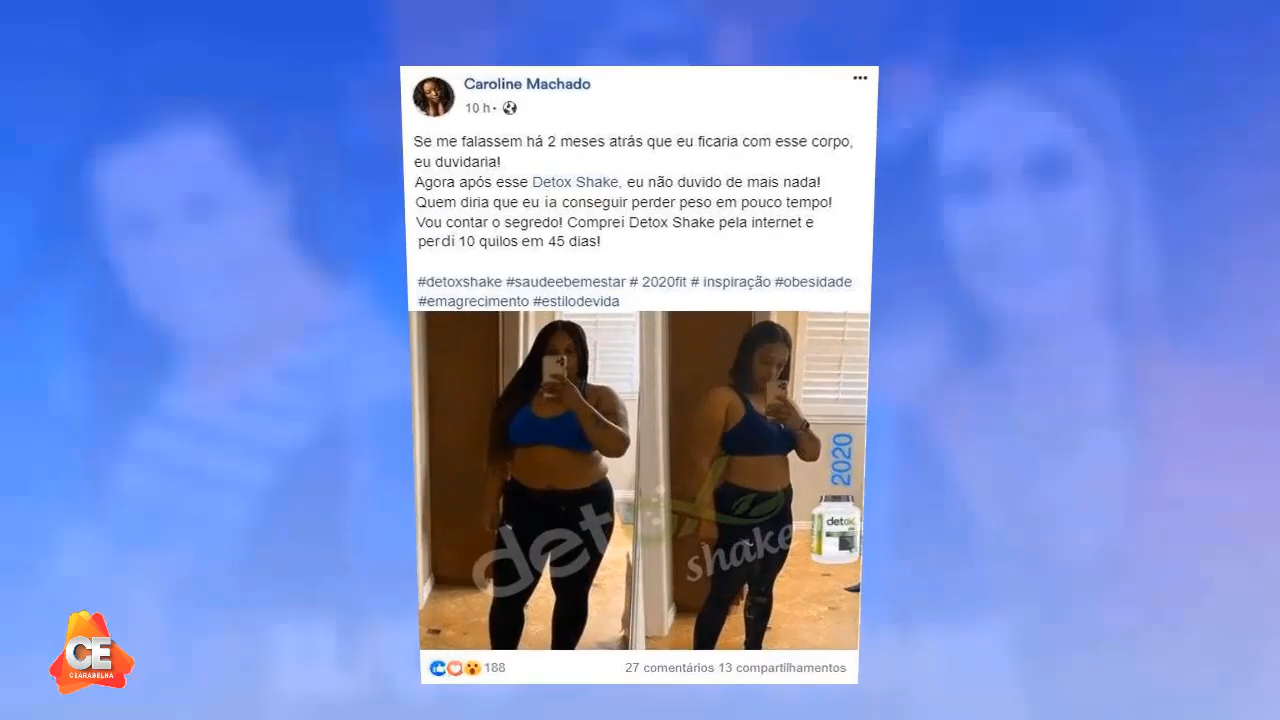 Caroline Machado
10 h ·
Se me falassem há 2 meses atrás que eu ficaria com esse corpo,
eu duvidaria!
Agora após esse Detox Shake, eu não duvido de mais nada!
Quem diria que eu ia conseguir perder peso em pouco tempo!
Vou contar o segredo! Comprei Detox Shake pela internet e
perdi 10 quilos em 45 dias!
#detoxshake #saudeebemestar # 2020fit # inspiração #obesidade
#emagrecimento #estilodevida
2020
detox
detox
shake
188
27 comentários 13 compartilhamentos
CE
CEARABELHA